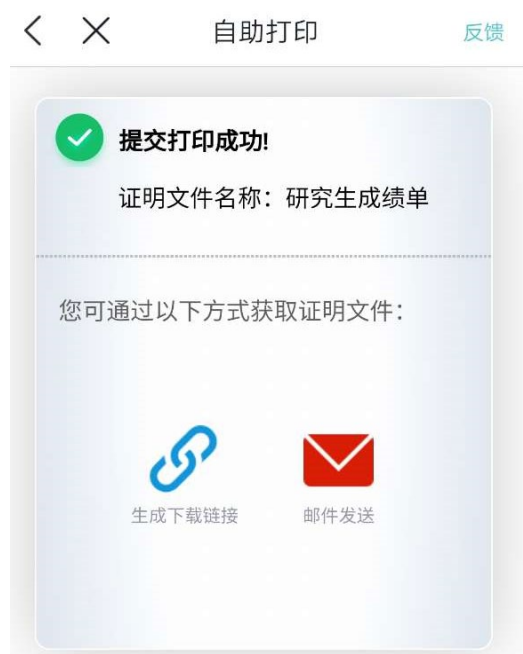 自助打印
反馈
提交打印成功!
证明文件名称：研究生成绩单
您可通过以下方式获取证明文件：
生成下载链接
邮件发送